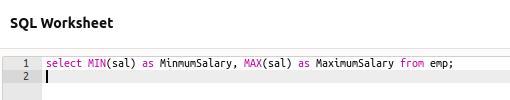 SQL Worksheet
1 select MIN(sal) as MinmumSalary, MAX(sal) as MaximumSalary from emp;
2